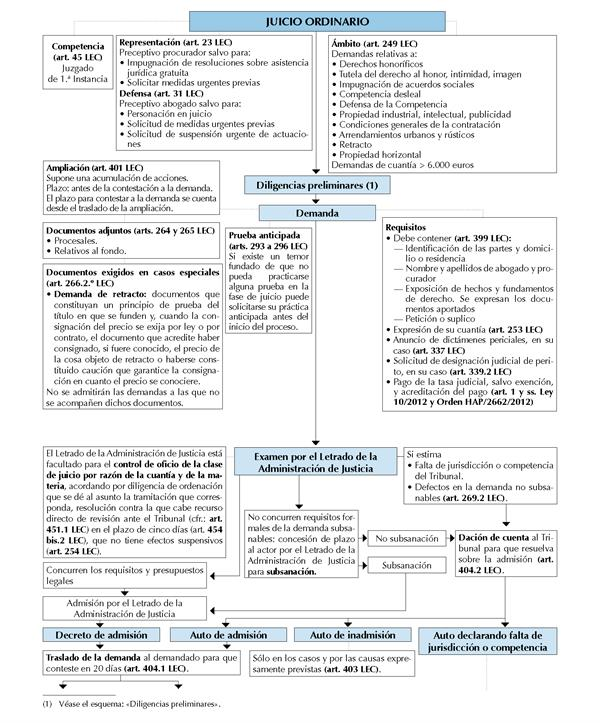 JUICIO ORDINARIO
Competencia
(art. 45 LEC)
Juzgado
de 1.ª Instancia
Representación (art. 23 LEC)
Preceptivo procurador salvo para:
• Impugnación de resoluciones sobre asistencia
jurídica gratuita
• Solicitar medidas urgentes previas
Defensa (art. 31 LEC)
Preceptivo abogado salvo para:
• Personación en juicio
• Solicitud de medidas urgentes previas
• Solicitud de suspensión urgente de actuacio-
nes
Ámbito (art. 249 LEC)
Demandas relativas a:
• Derechos honoríficos
• Tutela del derecho al honor, intimidad, imagen
• Impugnación de acuerdos sociales
• Competencia desleal
• Defensa de la Competencia
• Propiedad industrial, intelectual, publicidad
• Condiciones generales de la contratación
• Arrendamientos urbanos y rústicos
• Retracto
• Propiedad horizontal
Demandas de cuantía > 6.000 euros
Ampliación (art. 401 LEC)
Supone una acumulación de acciones.
Plazo: antes de la contestación a la demanda.
El plazo para contestar a la demanda se cuenta
desde el traslado de la ampliación.
Diligencias preliminares (1)
Demanda
Documentos adjuntos (arts. 264 y 265 LEC)
• Procesales.
• Relativos al fondo.
Documentos exigidos en casos especiales
(art. 266.2.º LEC)
• Demanda de retracto: documentos que
constituyan un principio de prueba del
título en que se funden y, cuando la con-
signación del precio se exija por ley o por
contrato, el documento que acredite haber
consignado, si fuere conocido, el precio de
la cosa objeto de retracto o haberse cons-
tituido caución que garantice la consigna-
ción en cuanto el precio se conociere.
No se admitirán las demandas a las que no
se acompañen dichos documentos.
Prueba anticipada
(arts. 293 a 296 LEC)
Si existe un temor
fundado de que no
pueda practicarse
alguna prueba en la
fase de juicio puede
solicitarse su práctica
anticipada antes del
inicio del proceso.
Requisitos
• Debe contener (art. 399 LEC):
— Identificación de las partes y domici-
lio o residencia
— Nombre y apellidos de abogado y pro-
curador
— Exposición de hechos y fundamentos
de derecho. Se expresan los docu-
mentos aportados
— Petición o suplico
• Expresión de su cuantía (art. 253 LEC)
• Anuncio de dictámenes periciales, en su
caso (art. 337 LEC)
• Solicitud de designación judicial de peri-
to, en su caso (art. 339.2 LEC)
• Pago de la tasa judicial, salvo exención,
y acreditación del pago (art. 1 y ss. Ley
10/2012 y Orden HAP/2662/2012)
El Letrado de la Administración de Justicia está
facultado para el control de oficio de la clase
de juicio por razón de la cuantía y de la ma-
teria, acordando por diligencia de ordenación
que se dé al asunto la tramitación que corres-
ponda, resolución contra la que cabe recurso
directo de revisión ante el Tribunal (cfr.: art.
451.1 LEC) en el plazo de cinco días (art. 454
bis.2 LEC), que no tiene efectos suspensivos
(art. 254 LEC).
Examen por el Letrado de la
Administración de Justicia
Si estima
• Falta de jurisdicción o competencia
del Tribunal.
• Defectos en la demanda no subsa-
nables (269.2 LEC).
No concurren requisitos for-
males de la demanda subsa-
nables: concesión de plazo
al actor por el Letrado de la
Administración de Justicia
para subsanación.
No subsanación
Subsanación
Dación de cuenta al Tri-
bunal para que resuelva
sobre la admisión (art.
404.2 LEC).
Concurren los requisitos y presupuestos
legales
Admisión por el Letrado de la
Administración de Justicia
Decreto de admisión
Auto de admisión
Auto de inadmisión
Auto declarando falta de
jurisdicción o competencia
Traslado de la demanda al demandado para que
conteste en 20 días (art. 404.1 LEC).
Sólo en los casos y por las causas expre-
samente previstas (art. 403 LEC).
(1) Véase el esquema: «Diligencias preliminares».